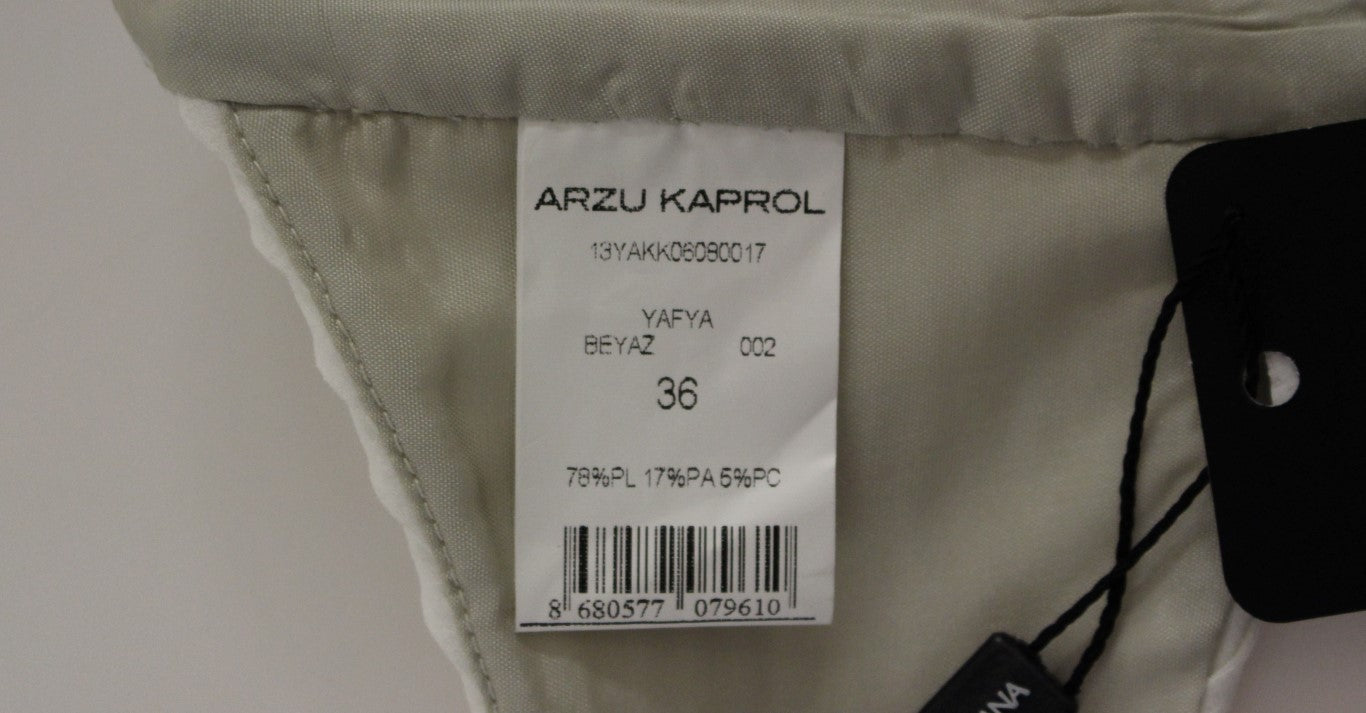 ARZU KAPROL
13YAKK06080017
YAFYA
BEYAZ 002
36
78%PL 17%PA 5%PC
8 680577 079610